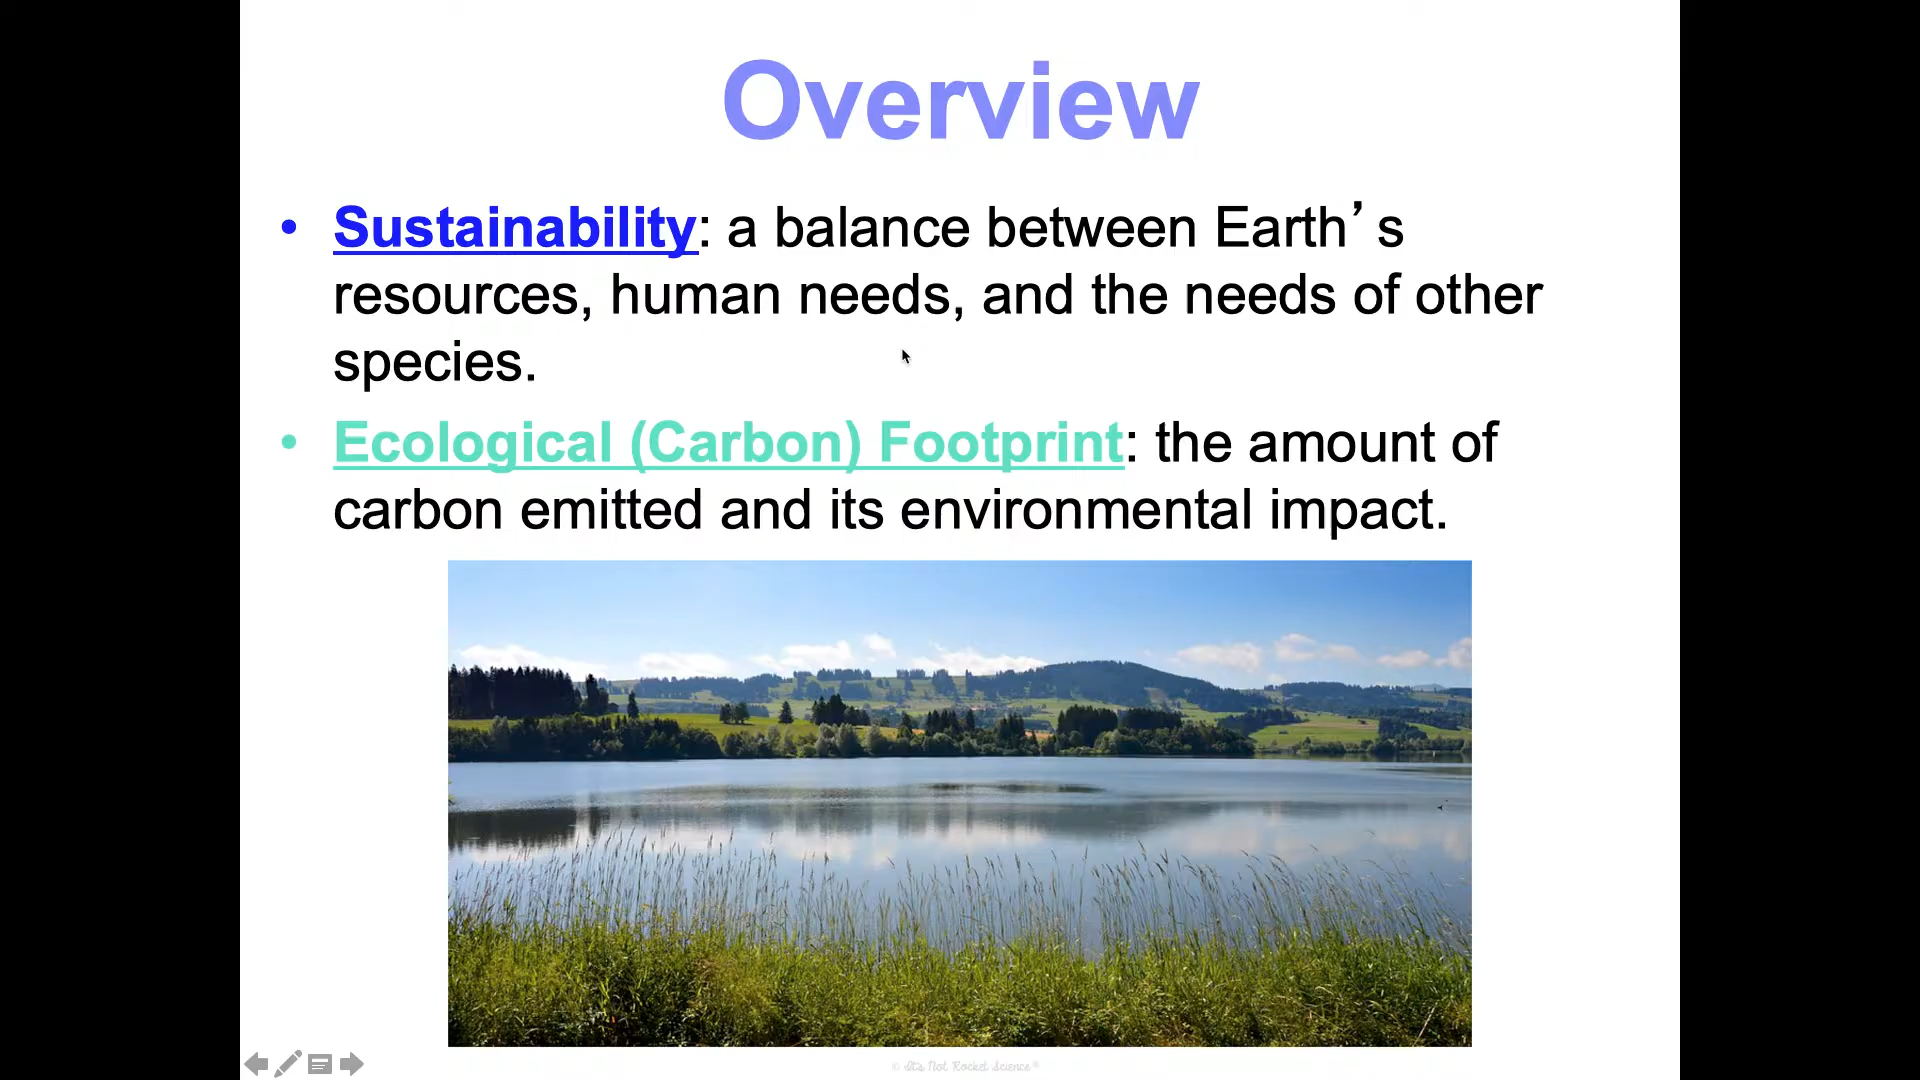 Overview
• Sustainability: a balance between Earth’s
resources, human needs, and the needs of other
species.
• Ecological (Carbon) Footprint: the amount of
carbon emitted and its environmental impact.
© It's Not Rocket Science®